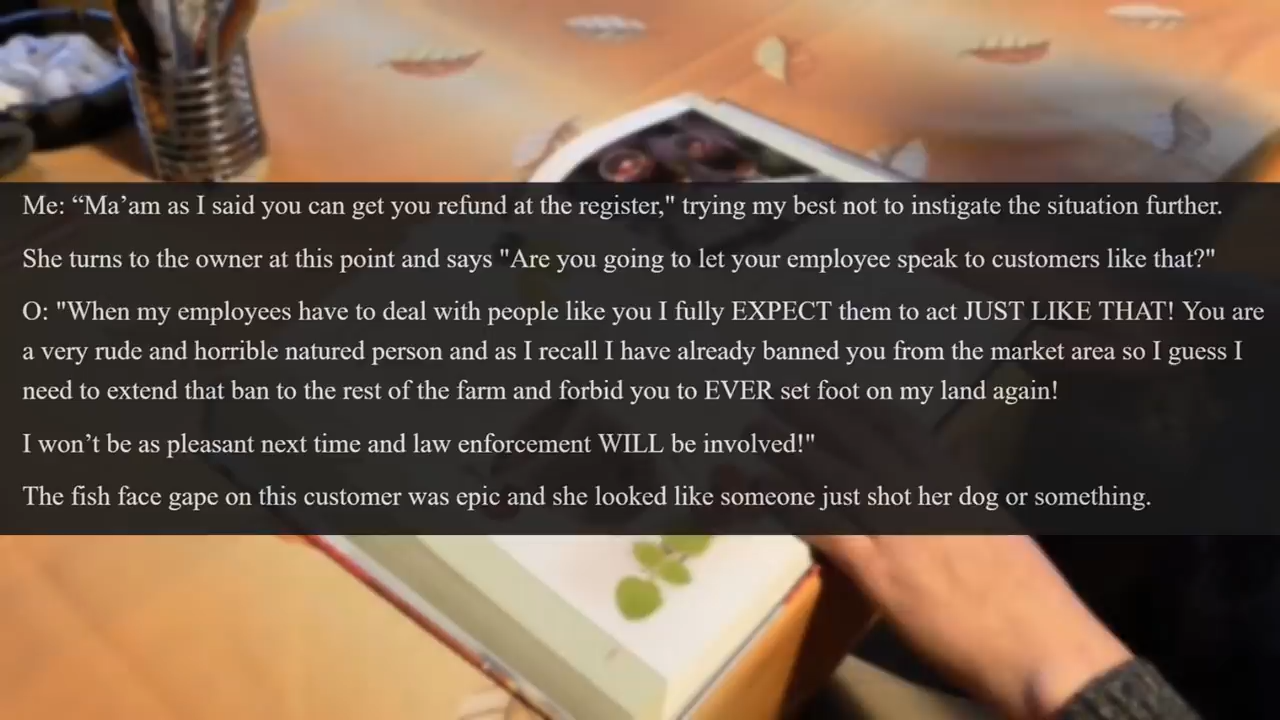 Me: “Ma’am as I said you can get you refund at the register," trying my best not to instigate the situation further.
She turns to the owner at this point and says "Are you going to let your employee speak to customers like that?"
O: "When my employees have to deal with people like you I fully EXPECT them to act JUST LIKE THAT! You are
a very rude and horrible natured person and as I recall I have already banned you from the market area so I guess I
need to extend that ban to the rest of the farm and forbid you to EVER set foot on my land again!
I won’t be as pleasant next time and law enforcement WILL be involved!"
The fish face gape on this customer was epic and she looked like someone just shot her dog or something.